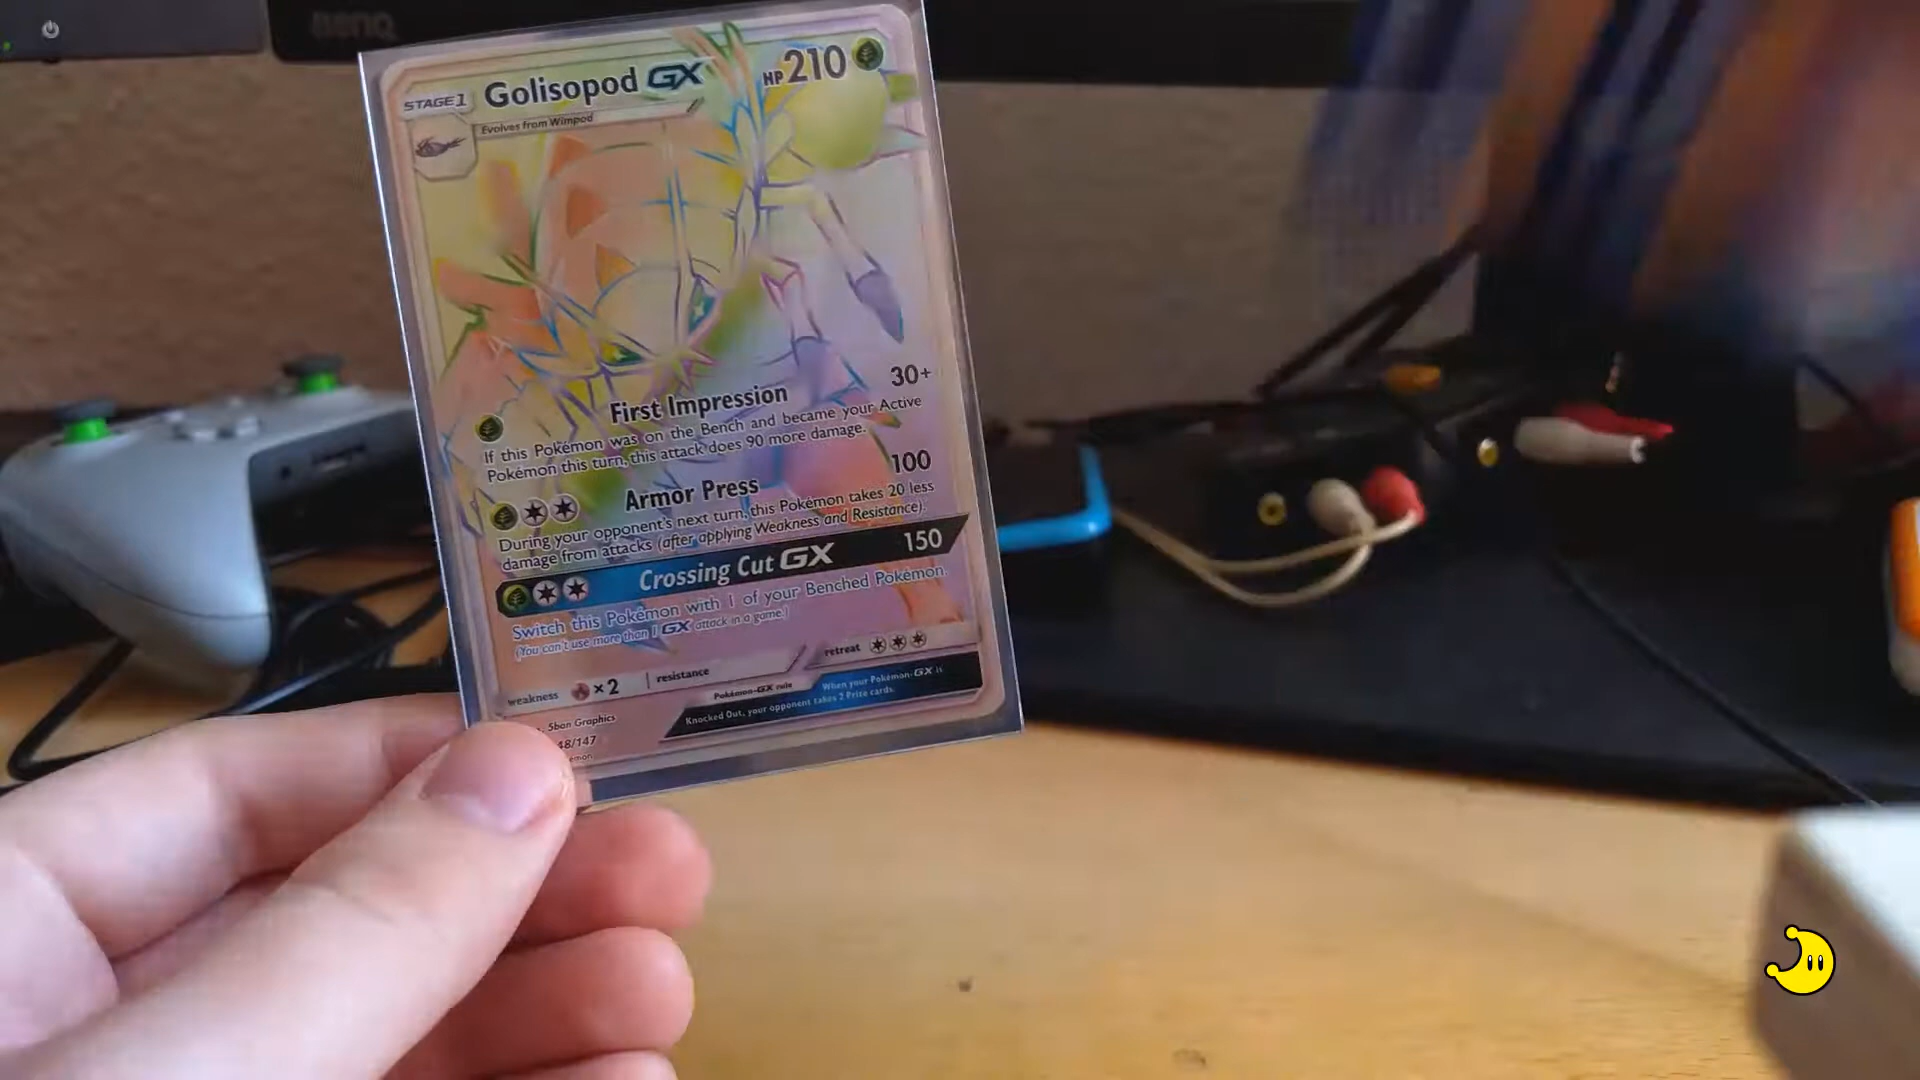 BenQ
STAGE1
Golisopod GX
HP 210
Evolves from Wimpod
30+
First Impression
If this Pokémon was on the Bench and became your Active
Pokémon this turn, this attack does 90 more damage.
100
Armor Press
During your opponent's next turn, this Pokémon takes 20 less
damage from attacks (after applying Weakness and Resistance).
Crossing Cut GX 150
Switch this Pokémon with 1 of your Benched Pokémon.
(You can't use more than 1 GX attack in a game.)
retreat
weakness ×2 resistance
Pokémon-GX rule When your Pokémon-GX is
Knocked Out, your opponent takes 2 Prize cards.
5ban Graphics
48/147